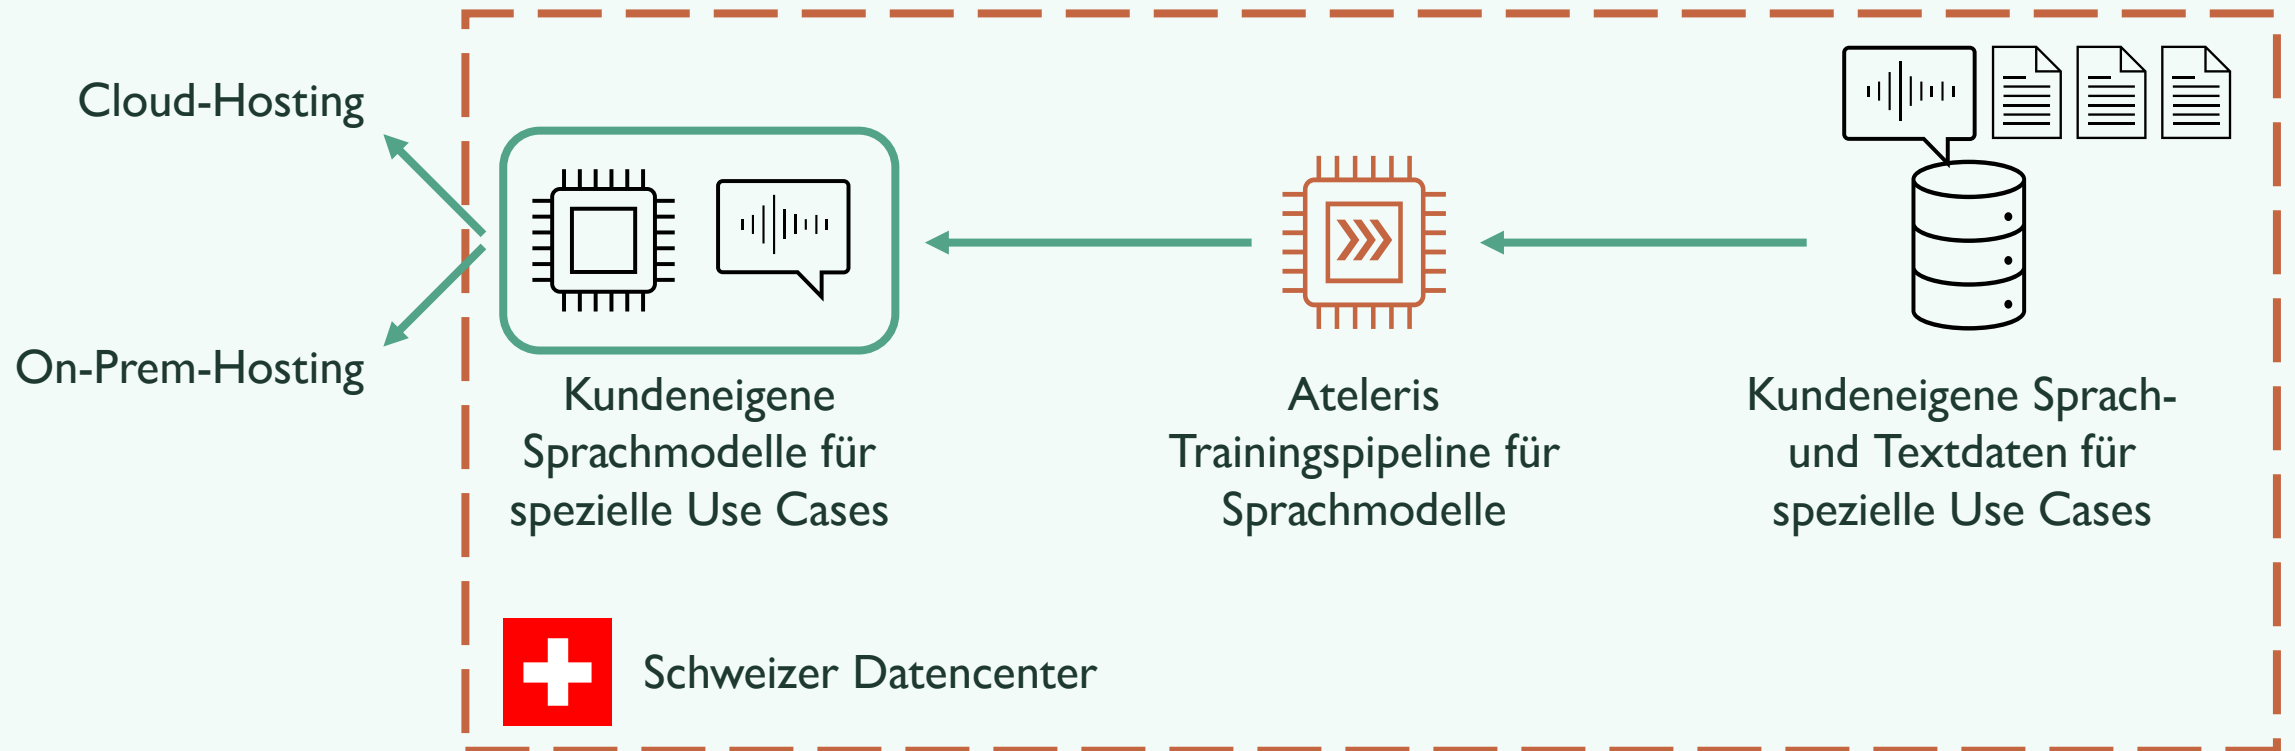 Cloud-Hosting
On-Prem-Hosting
Kundeneigene
Sprachmodelle für
spezielle Use Cases
Ateleris
Trainingspipeline für
Sprachmodelle
Kundeneigene Sprach-
und Textdaten für
spezielle Use Cases
Schweizer Datencenter